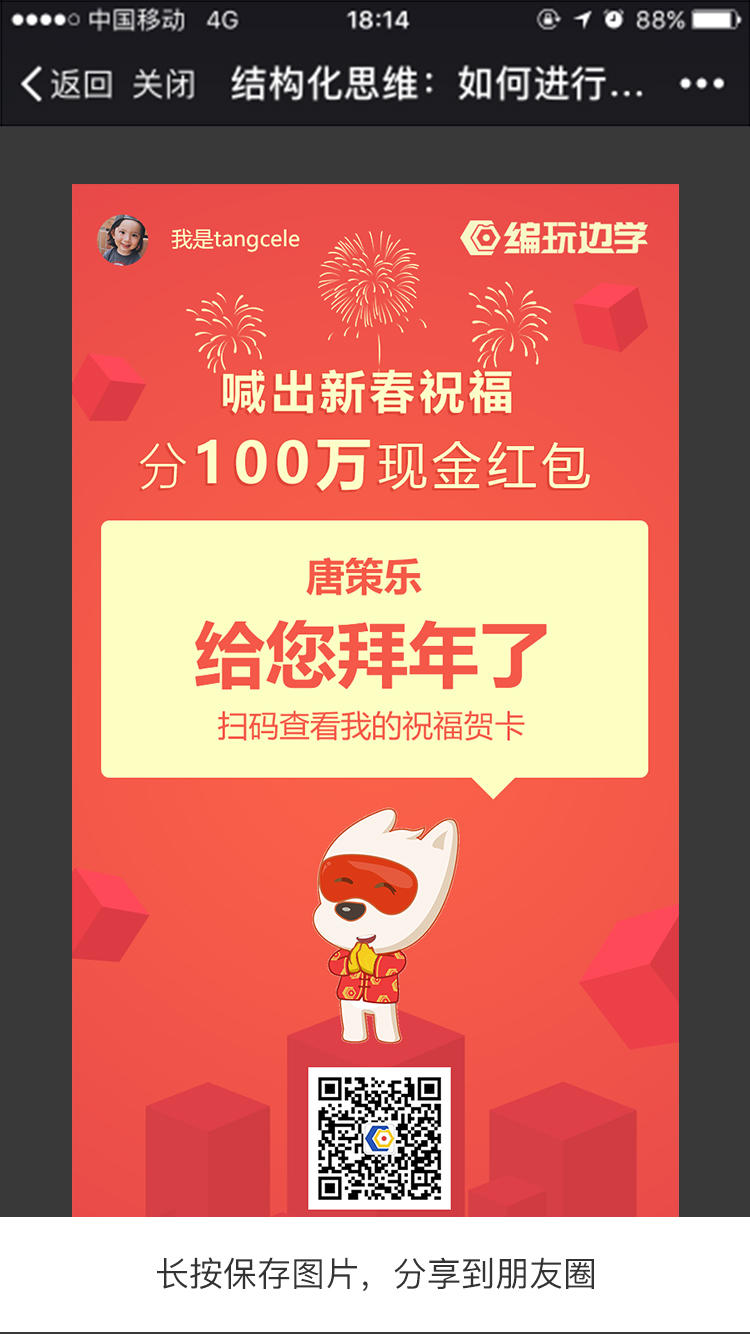 中国移动 4G 18:14 88%
返回 关闭 结构化思维：如何进行...
我是tangcele 编玩边学
喊出新春祝福
分100万现金红包
唐策乐
给您拜年了
扫码查看我的祝福贺卡
长按保存图片，分享到朋友圈